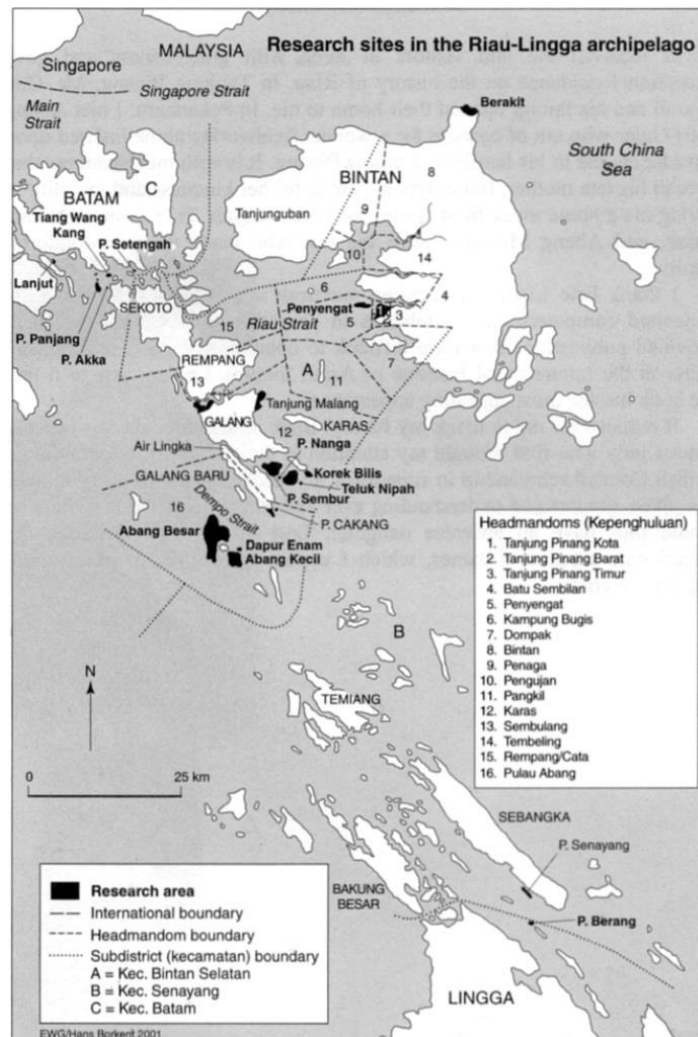 Research sites in the Riau-Lingga archipelago
MALAYSIA
Singapore
Singapore Strait
Main
Strait
Berakit
South China
Sea
BATAM
C
BINTAN
8
Tiang Wang
Kang
P. Setengah
Tanjunguban
9
10
14
Lanjut
SEKOTO
6
4
Penyengat
1
3
5
15
Riau Strait
P. Panjang
P. Akka
REMPANG
A
11
13
Tanjung Malang
GALANG
KARAS
12
P. Nanga
Air Lingka
Korek Bilis
GALANG BARU
Teluk Nipah
P. Sembur
16
Dempo Strait
P. CAKANG
Abang Besar
Dapur Enam
Abang Kecil
B
Headmandoms (Kepenghuluan)
1. Tanjung Pinang Kota
2. Tanjung Pinang Barat
3. Tanjung Pinang Timur
4. Batu Sembilan
5. Penyengat
6. Kampung Bugis
7. Dompak
8. Bintan
9. Penaga
10. Pengujan
11. Pangkil
12. Karas
13. Sembulang
14. Tembeling
15. Rempang/Cata
16. Pulau Abang
N
TEMIANG
0
25 km
SEBANGKA
P. Senayang
BAKUNG
BESAR
P. Berang
LINGGA
Research area
International boundary
Headmandom boundary
Subdistrict (kecamatan) boundary
A = Kec. Bintan Selatan
B = Kec. Senayang
C = Kec. Batam
EWG/Hans Borkent 2001